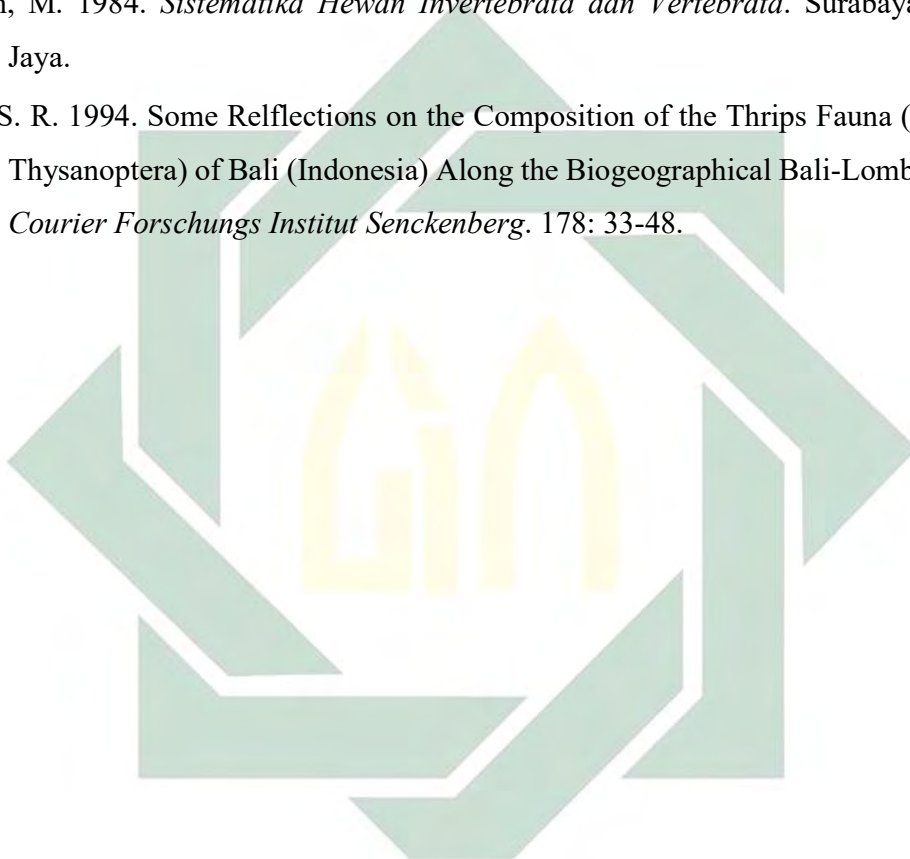 n, M. 1984. Sistematika Hewan Invertebrata dan Vertebrata. Surabaya
Jaya.
S. R. 1994. Some Relflections on the Composition of the Thrips Fauna (
Thysanoptera) of Bali (Indonesia) Along the Biogeographical Bali-Lomb
Courier Forschungs Institut Senckenberg. 178: 33-48.
uin